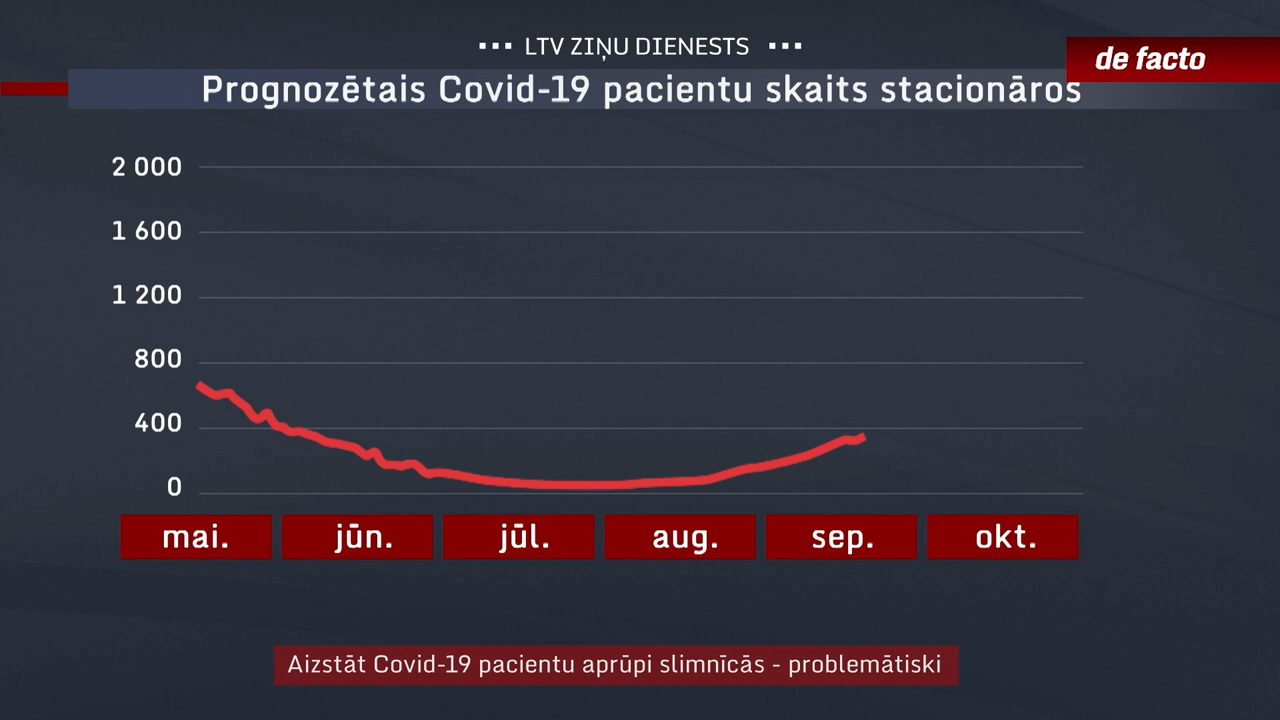 LTV ZIŅU DIENESTS
de facto
Prognozētais Covid-19 pacientu skaits stacionāros
2 000
1 600
1 200
800
400
0
mai. jūn. jūl. aug. sep. okt.
Aizstāt Covid-19 pacientu aprūpi slimnīcās - problemātiski